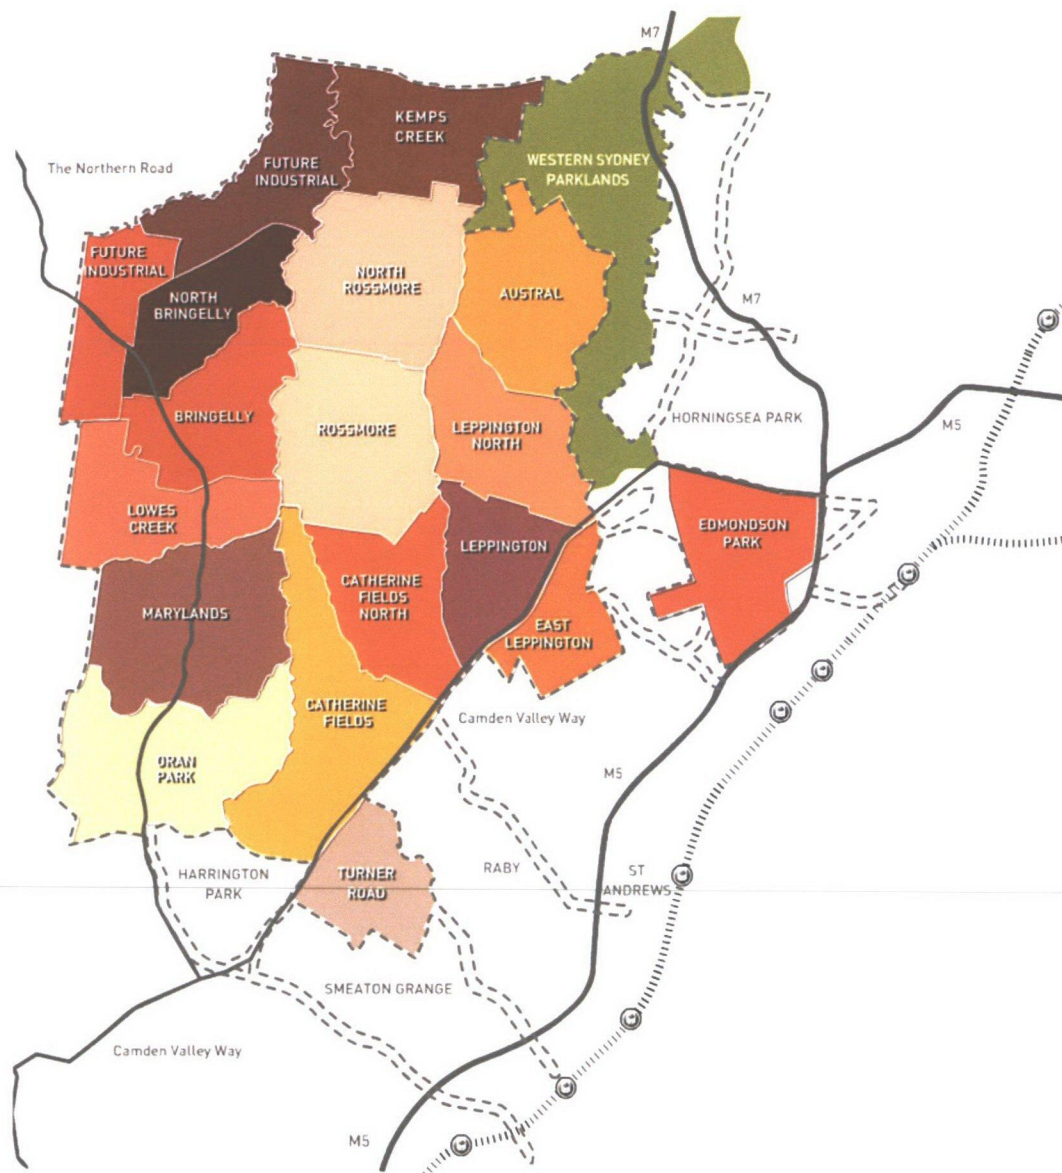 M7
KEMPS
CREEK
WESTERN SYDNEY
PARKLANDS
The Northern Road
FUTURE
INDUSTRIAL
FUTURE
INDUSTRIAL
NORTH
ROSSMORE
NORTH
BRINGELLY
AUSTRAL
M7
BRINGELLY
ROSSMORE
LEPPINGTON
NORTH
HORNINGSEA PARK
M5
LOWES
CREEK
LEPPINGTON
EDMONDSON
PARK
MARYLANDS
CATHERINE
FIELDS
NORTH
EAST
LEPPINGTON
CATHERINE
FIELDS
Camden Valley Way
ORAN
PARK
M5
HARRINGTON
PARK
TURNER
ROAD
RABY
ST
ANDREWS
SMEATON GRANGE
Camden Valley Way
M5